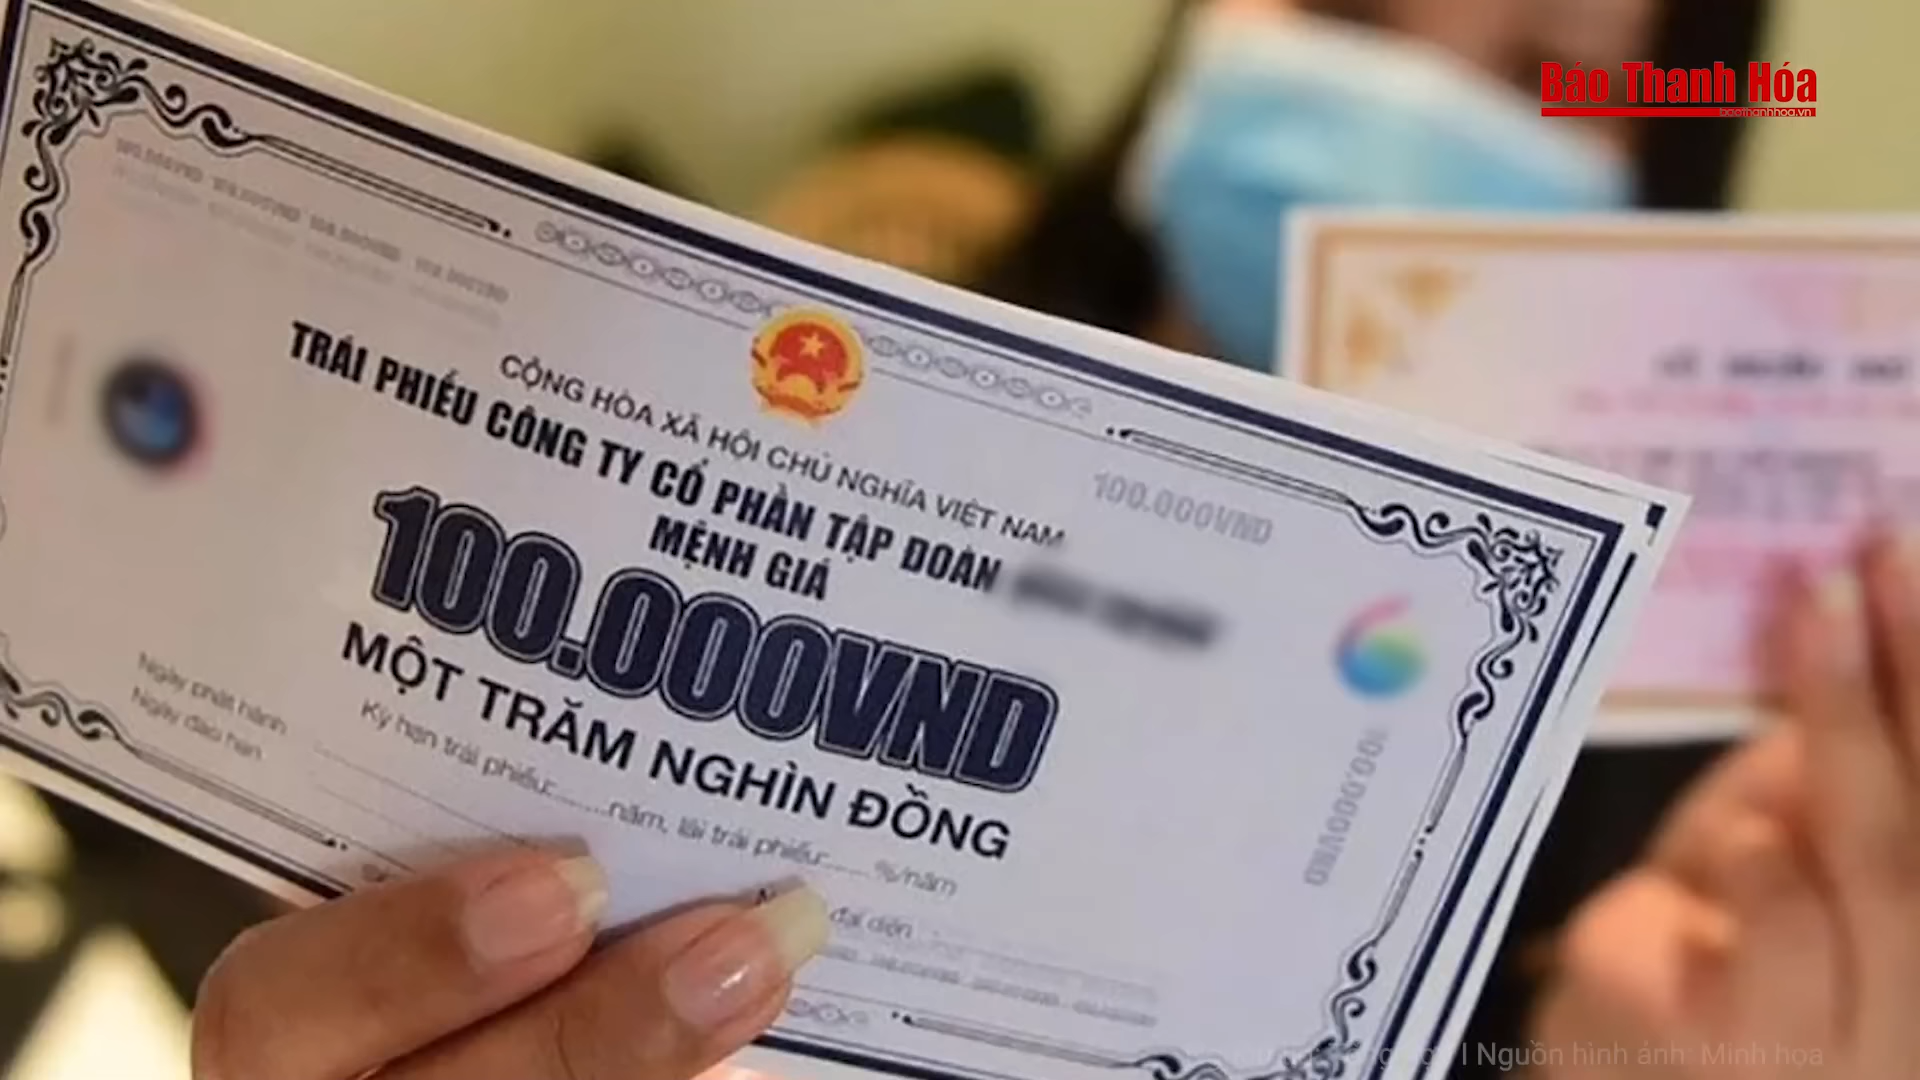 Báo Thanh Hóa
baothanhhoa.vn
CỘNG HÒA XÃ HỘI CHỦ NGHĨA VIỆT NAM
TRÁI PHIẾU CÔNG TY CỔ PHẦN TẬP ĐOÀN
MỆNH GIÁ
100.000VND
100.000VND
MỘT TRĂM NGHÌN ĐỒNG
Ngày phát hành
Ngày đáo hạn
Kỳ hạn trái phiếu:........năm, lãi trái phiếu:...... %/năm
đại diện
100.000VND
I Nguồn hình ảnh: Minh họa